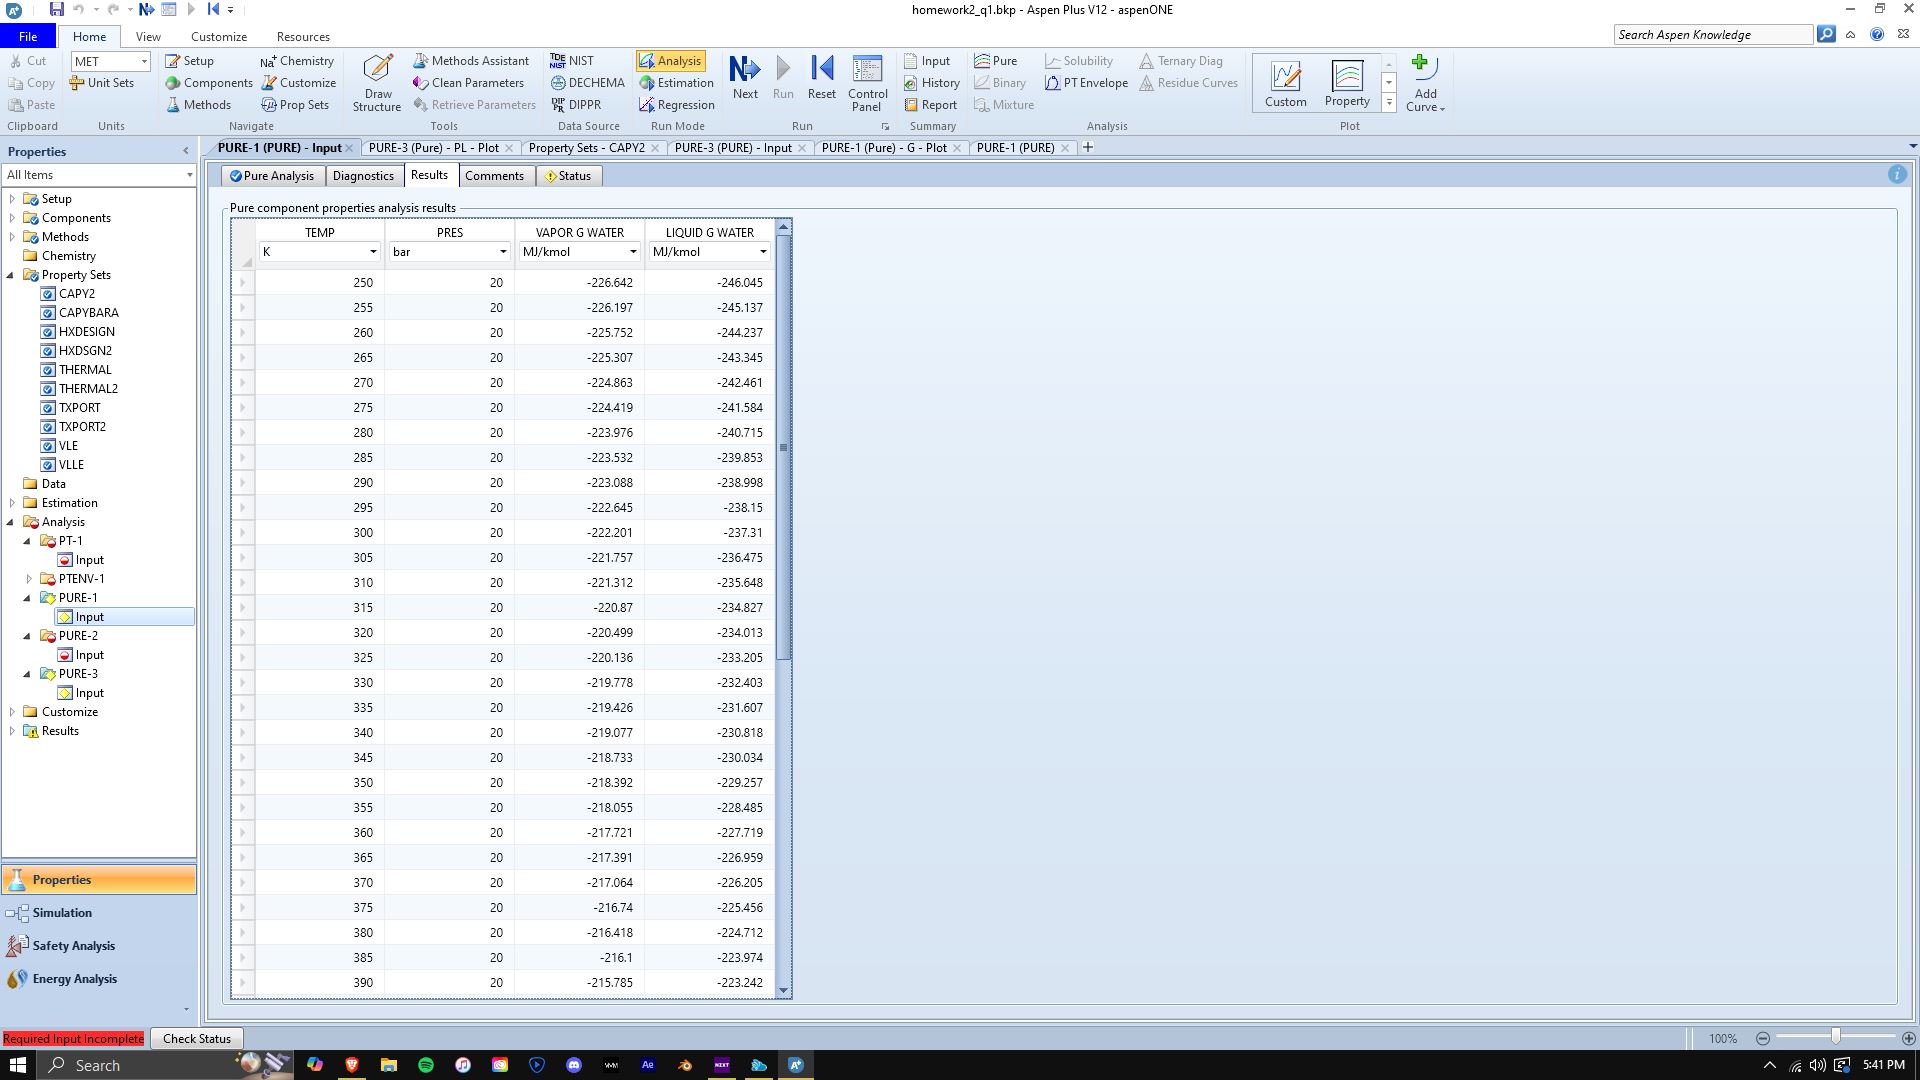 homework2_q1.bkp - Aspen Plus V12 - aspenONE
File Home View Customize Resources Search Aspen Knowledge
Cut MET Setup Chemistry Methods Assistant NIST Analysis Input Pure Solubility Ternary Diag
Copy Unit Sets Components Customize Clean Parameters DECHEMA Estimation History Binary PT Envelope Residue Curves
Paste Methods Prop Sets Retrieve Parameters DIPPR Regression Report Mixture
Draw Structure Next Run Reset Control Panel Custom Property Add Curve
Clipboard Units Navigate Tools Data Source Run Mode Run Summary Analysis Plot
Properties
All Items
Setup
Components
Methods
Chemistry
Property Sets
CAPY2
CAPYBARA
HXDESIGN
HXDSGN2
THERMAL
THERMAL2
TXPORT
TXPORT2
VLE
VLLE
Data
Estimation
Analysis
PT-1
Input
PTENV-1
PURE-1
Input
PURE-2
Input
PURE-3
Input
Customize
Results
Properties
Simulation
Safety Analysis
Energy Analysis
PURE-1 (PURE) - Input PURE-3 (Pure) - PL - Plot Property Sets - CAPY2 PURE-3 (PURE) - Input PURE-1 (Pure) - G - Plot PURE-1 (PURE)
Pure Analysis Diagnostics Results Comments Status
Pure component properties analysis results
TEMP PRES VAPOR G WATER LIQUID G WATER
K bar MJ/kmol MJ/kmol
250 20 -226.642 -246.045
255 20 -226.197 -245.137
260 20 -225.752 -244.237
265 20 -225.307 -243.345
270 20 -224.863 -242.461
275 20 -224.419 -241.584
280 20 -223.976 -240.715
285 20 -223.532 -239.853
290 20 -223.088 -238.998
295 20 -222.645 -238.15
300 20 -222.201 -237.31
305 20 -221.757 -236.475
310 20 -221.312 -235.648
315 20 -220.87 -234.827
320 20 -220.499 -234.013
325 20 -220.136 -233.205
330 20 -219.778 -232.403
335 20 -219.426 -231.607
340 20 -219.077 -230.818
345 20 -218.733 -230.034
350 20 -218.392 -229.257
355 20 -218.055 -228.485
360 20 -217.721 -227.719
365 20 -217.391 -226.959
370 20 -217.064 -226.205
375 20 -216.74 -225.456
380 20 -216.418 -224.712
385 20 -216.1 -223.974
390 20 -215.785 -223.242
Required Input Incomplete Check Status 100%
Search Ae NEXT 5:41 PM